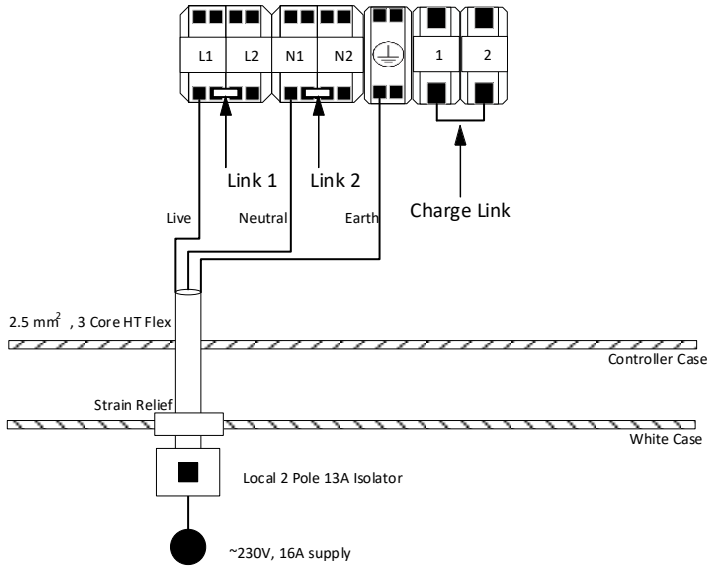 L1 L2 N1 N2 1 2
Link 1 Link 2
Charge Link
Live Neutral Earth
2.5 mm² , 3 Core HT Flex
Controller Case
Strain Relief
White Case
Local 2 Pole 13A Isolator
~230V, 16A supply